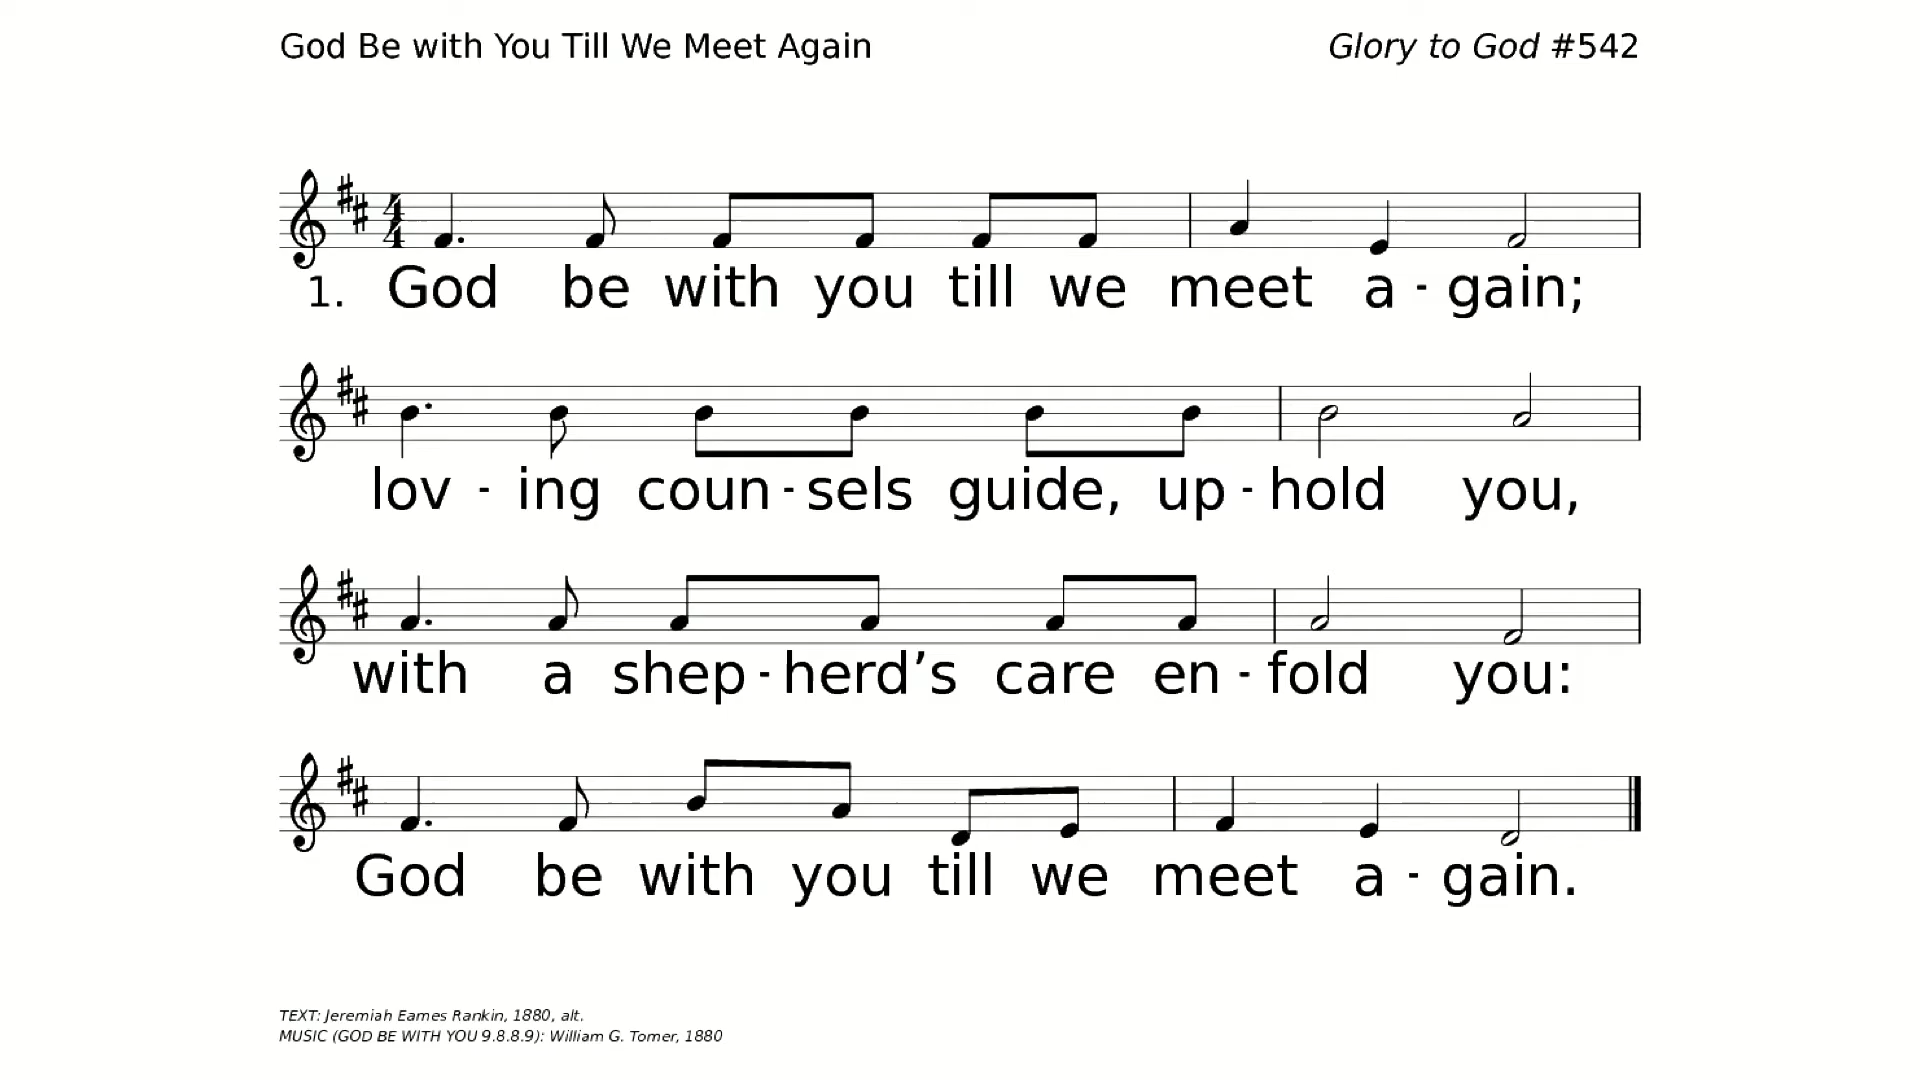 God Be with You Till We Meet Again
Glory to God #542
1. God be with you till we meet a - gain;
lov - ing coun - sels guide, up - hold you,
with a shep - herd’s care en - fold you:
God be with you till we meet a - gain.
TEXT: Jeremiah Eames Rankin, 1880, alt.
MUSIC (GOD BE WITH YOU 9.8.8.9): William G. Tomer, 1880